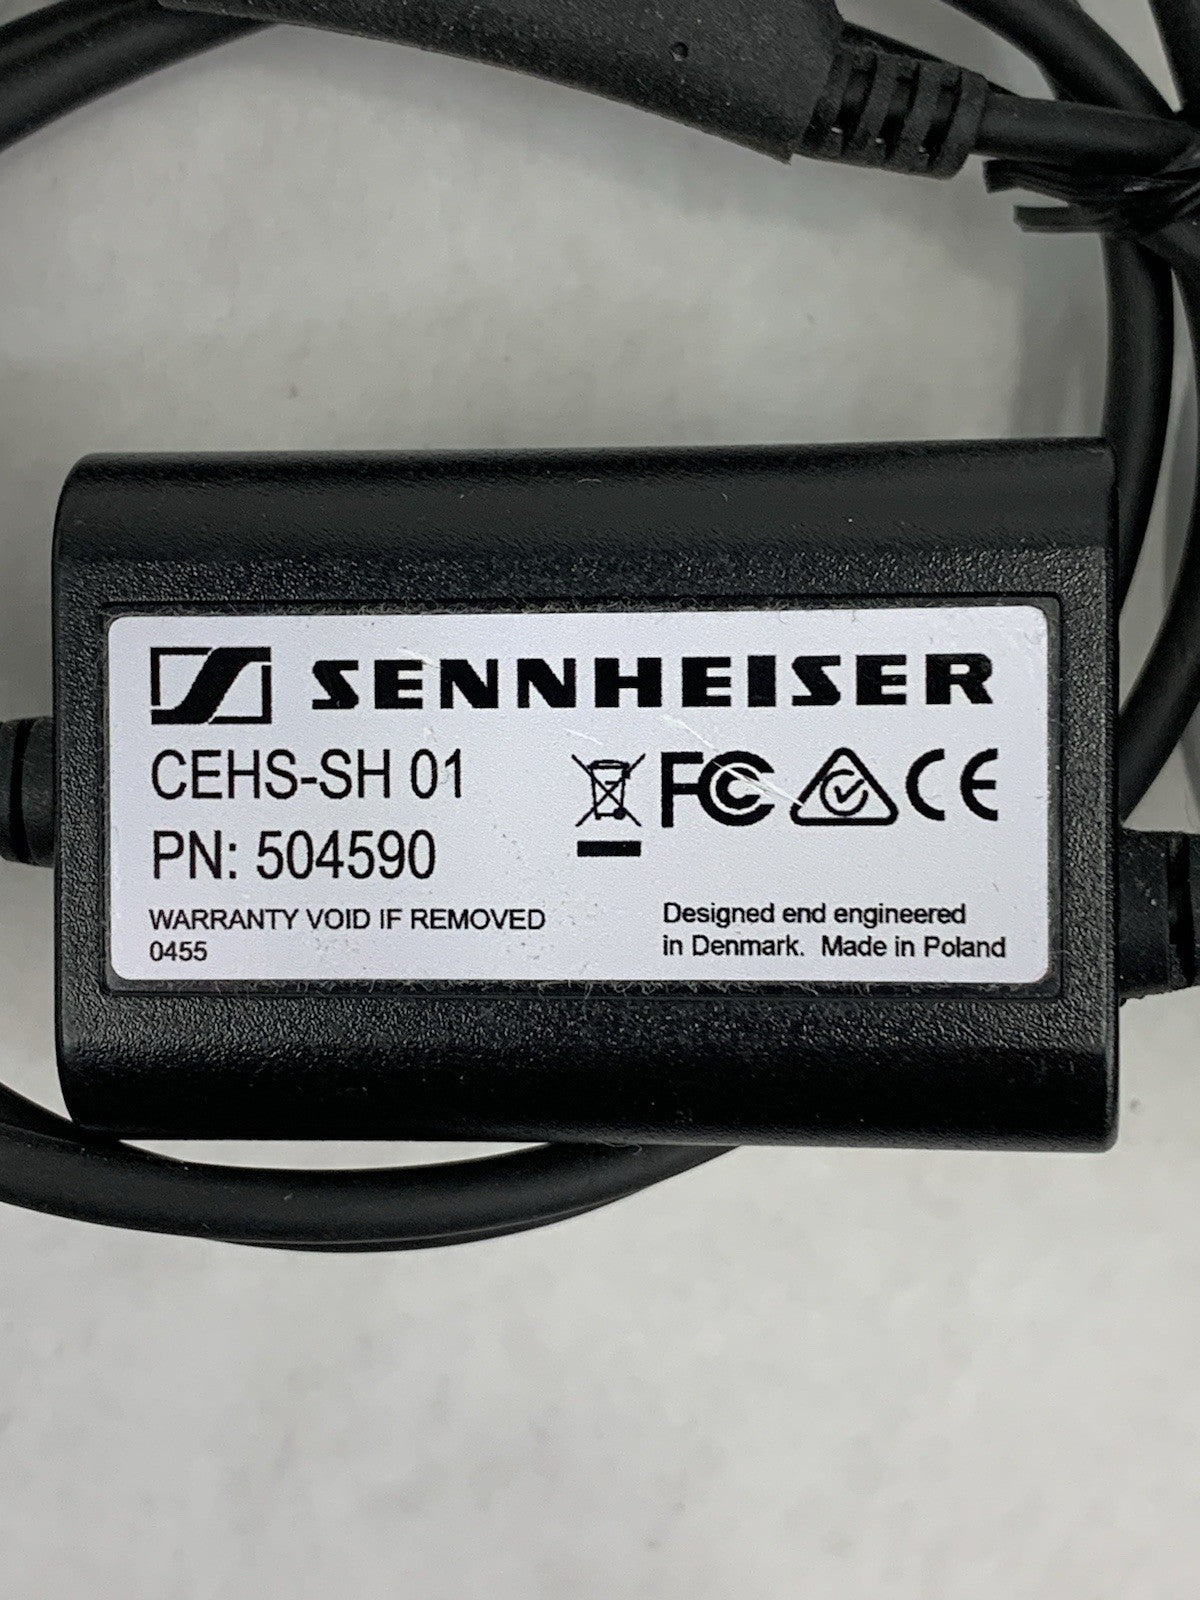 SENNHEISER
CEHS-SH 01
PN: 504590
FC CE
WARRANTY VOID IF REMOVED
0455
Designed end engineered
in Denmark. Made in Poland